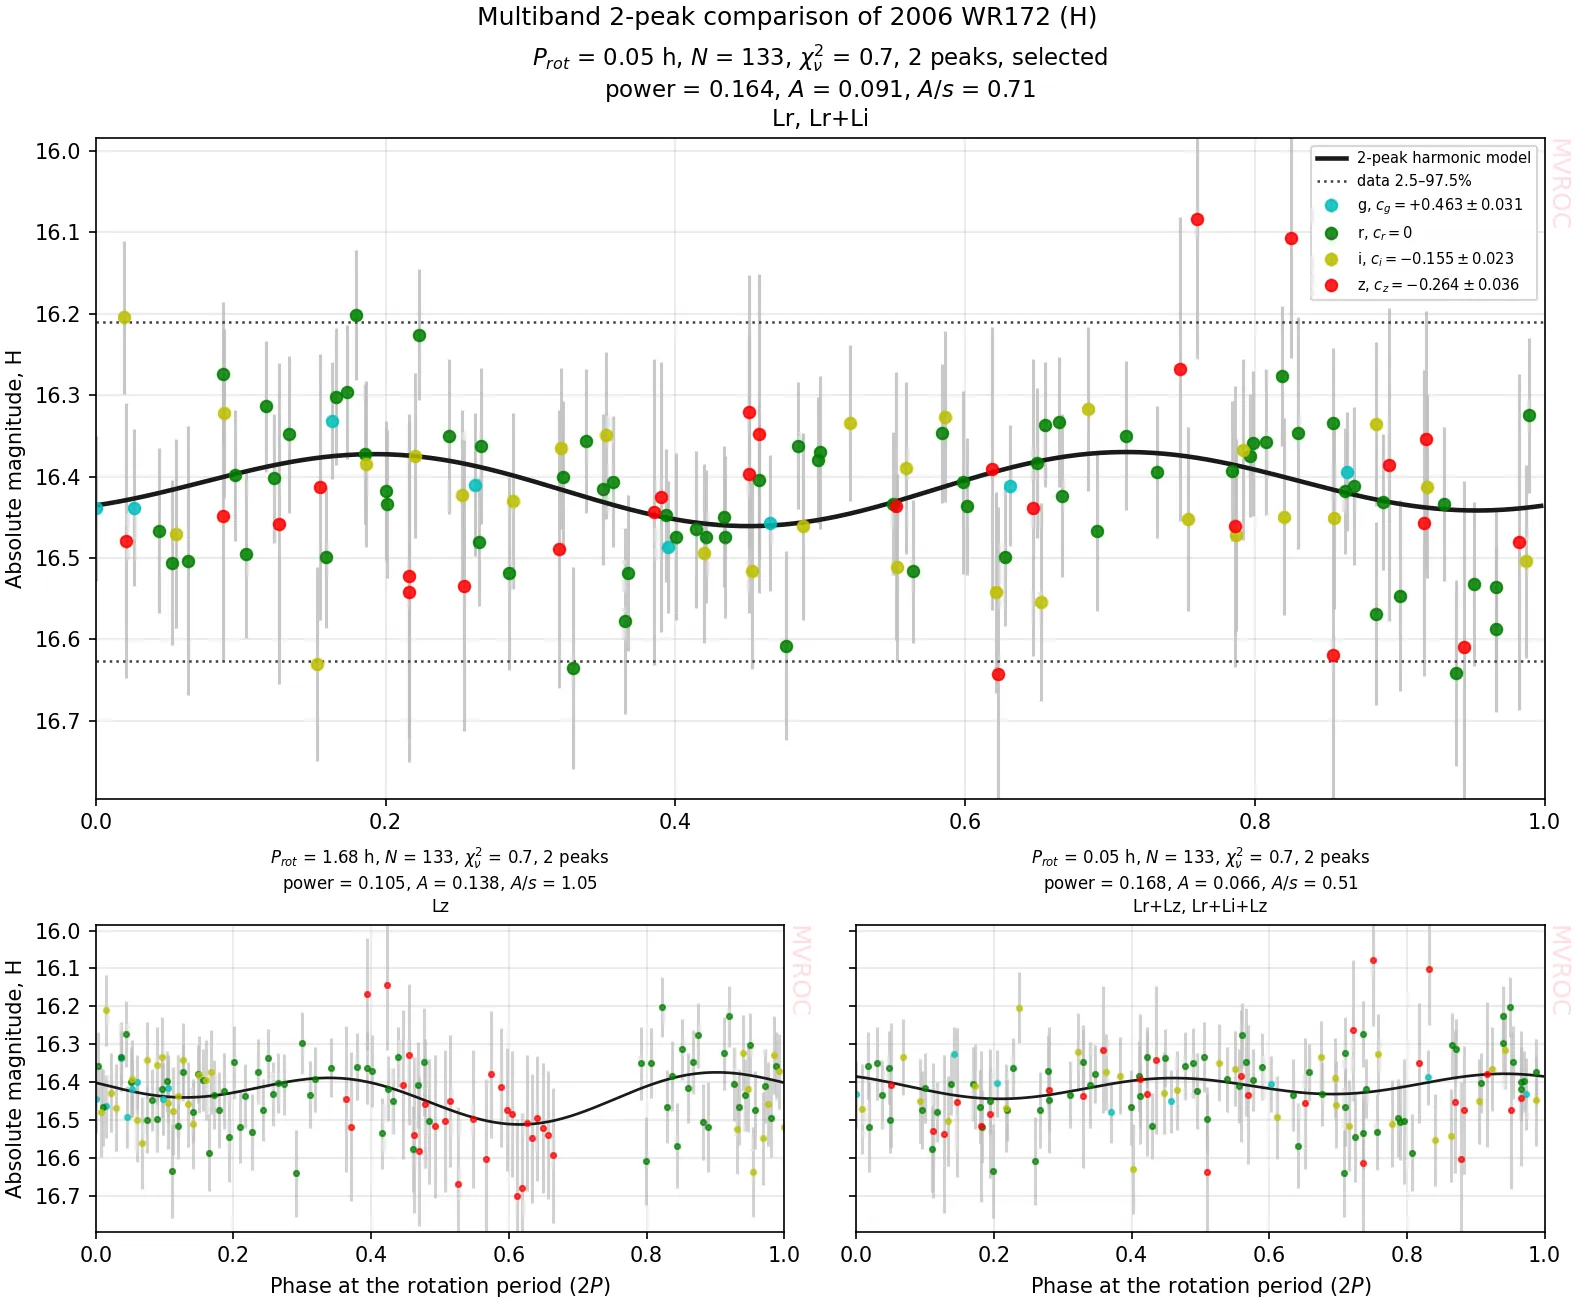 Multiband 2-peak comparison of 2006 WR172 (H)
P_rot = 0.05 h, N = 133, χ²_ν = 0.7, 2 peaks, selected
power = 0.164, A = 0.091, A/s = 0.71
Lr, Lr+Li
Absolute magnitude, H
16.0
16.1
16.2
16.3
16.4
16.5
16.6
16.7
2-peak harmonic model
data 2.5–97.5%
g, c_g = +0.463 ± 0.031
r, c_r = 0
i, c_i = −0.155 ± 0.023
z, c_z = −0.264 ± 0.036
MVROC
0.0 0.2 0.4 0.6 0.8 1.0
P_rot = 1.68 h, N = 133, χ²_ν = 0.7, 2 peaks
power = 0.105, A = 0.138, A/s = 1.05
Lz
Absolute magnitude, H
16.0
16.1
16.2
16.3
16.4
16.5
16.6
16.7
MVROC
0.0 0.2 0.4 0.6 0.8 1.0
Phase at the rotation period (2P)
P_rot = 0.05 h, N = 133, χ²_ν = 0.7, 2 peaks
power = 0.168, A = 0.066, A/s = 0.51
Lr+Lz, Lr+Li+Lz
MVROC
0.0 0.2 0.4 0.6 0.8 1.0
Phase at the rotation period (2P)